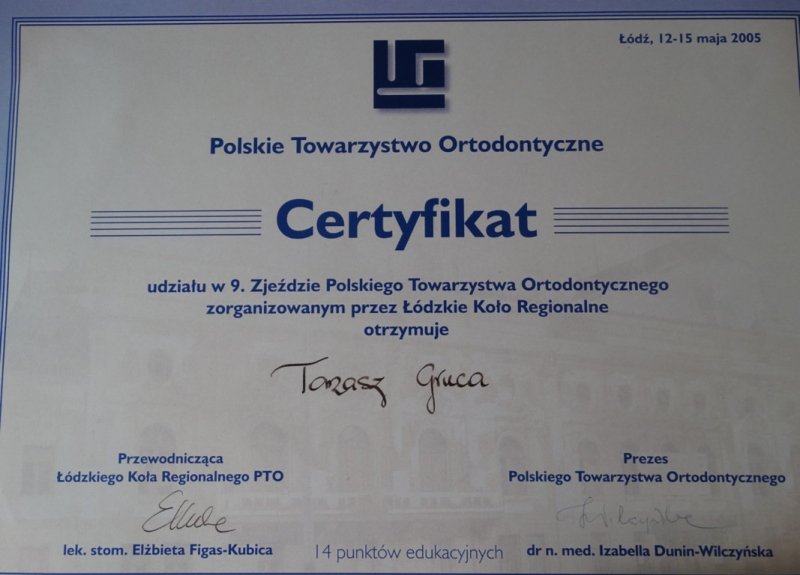 Łódź, 12-15 maja 2005
Polskie Towarzystwo Ortodontyczne
Certyfikat
udziału w 9. Zjeździe Polskiego Towarzystwa Ortodontycznego
zorganizowanym przez Łódzkie Koło Regionalne
otrzymuje
Tomasz Gruca
Przewodnicząca
Łódzkiego Koła Regionalnego PTO
lek. stom. Elżbieta Figas-Kubica
14 punktów edukacyjnych
Prezes
Polskiego Towarzystwa Ortodontycznego
dr n. med. Izabella Dunin-Wilczyńska